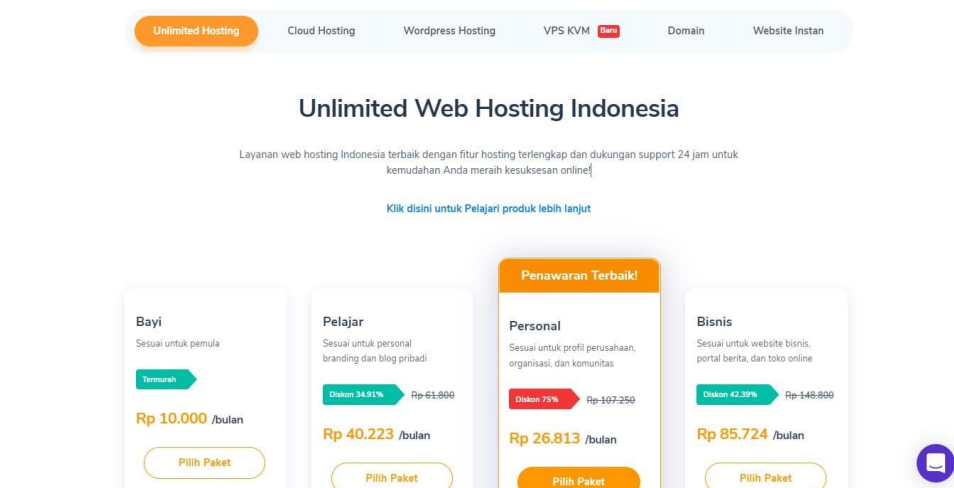 Unlimited Hosting
Cloud Hosting
Wordpress Hosting
VPS KVM Baru
Domain
Website Instan
Unlimited Web Hosting Indonesia
Layanan web hosting Indonesia terbaik dengan fitur hosting terlengkap dan dukungan support 24 jam untuk
kemudahan Anda meraih kesuksesan online!
Klik disini untuk Pelajari produk lebih lanjut
Bayi
Sesuai untuk pemula
Termurah
Rp 10.000 /bulan
Pilih Paket
Pelajar
Sesuai untuk personal
branding dan blog pribadi
Diskon 34.91% Rp 61.800
Rp 40.223 /bulan
Pilih Paket
Penawaran Terbaik!
Personal
Sesuai untuk profil perusahaan,
organisasi, dan komunitas
Diskon 75% Rp 107.250
Rp 26.813 /bulan
Pilih Paket
Bisnis
Sesuai untuk website bisnis,
portal berita, dan toko online
Diskon 42.39% Rp 148.800
Rp 85.724 /bulan
Pilih Paket